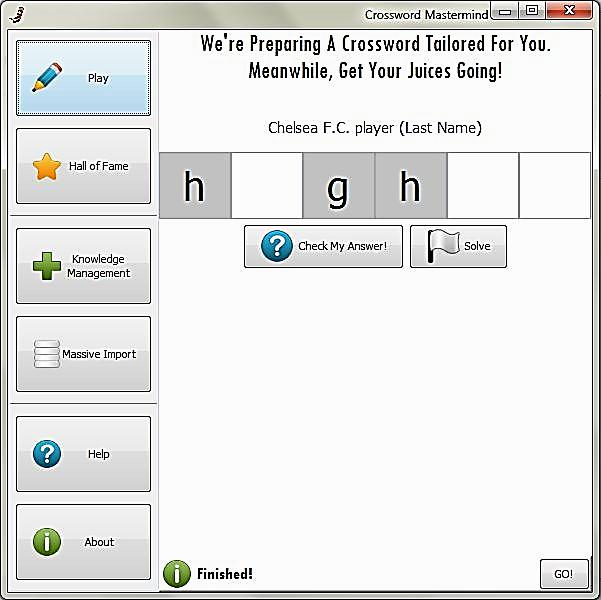 Crossword Mastermind
We're Preparing A Crossword Tailored For You.
Meanwhile, Get Your Juices Going!
Play
Hall of Fame
Knowledge
Management
Massive Import
Help
About
Chelsea F.C. player (Last Name)
h g h
Check My Answer!
Solve
Finished!
GO!